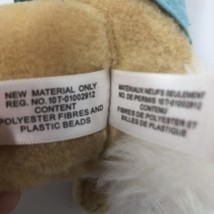 NEW MATERIAL ONLY
REG. NO.10T-01002912
CONTENT
POLYESTER FIBRES AND
PLASTIC BEADS
MATERIAUX NEUFS SEULEMENT
NO. DE PERMIS 10T-01002912
CONTENU
FIBRES DE POLYESTER ET
BILLES DE PLASTIQUE